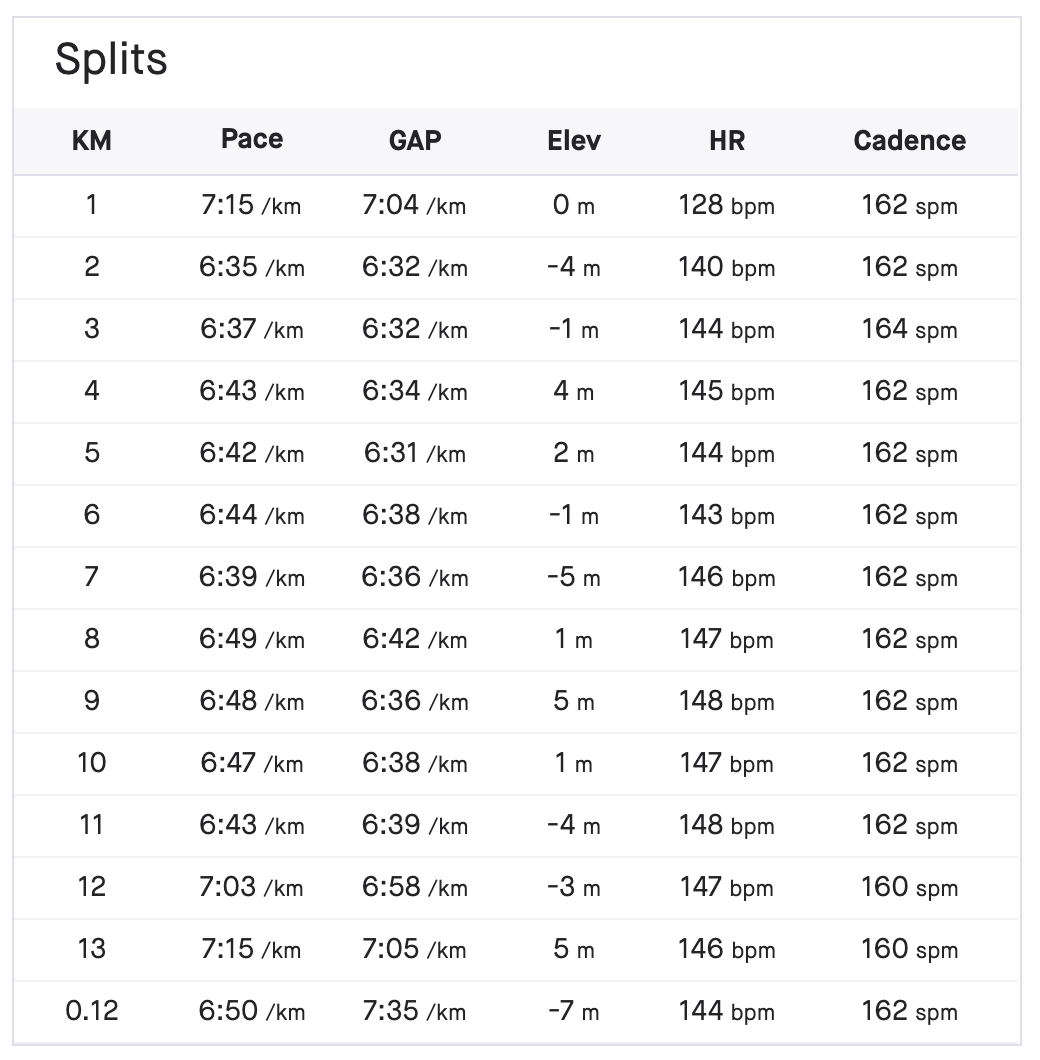 Splits
KM Pace GAP Elev HR Cadence
1 7:15 /km 7:04 /km 0 m 128 bpm 162 spm
2 6:35 /km 6:32 /km -4 m 140 bpm 162 spm
3 6:37 /km 6:32 /km -1 m 144 bpm 164 spm
4 6:43 /km 6:34 /km 4 m 145 bpm 162 spm
5 6:42 /km 6:31 /km 2 m 144 bpm 162 spm
6 6:44 /km 6:38 /km -1 m 143 bpm 162 spm
7 6:39 /km 6:36 /km -5 m 146 bpm 162 spm
8 6:49 /km 6:42 /km 1 m 147 bpm 162 spm
9 6:48 /km 6:36 /km 5 m 148 bpm 162 spm
10 6:47 /km 6:38 /km 1 m 147 bpm 162 spm
11 6:43 /km 6:39 /km -4 m 148 bpm 162 spm
12 7:03 /km 6:58 /km -3 m 147 bpm 160 spm
13 7:15 /km 7:05 /km 5 m 146 bpm 160 spm
0.12 6:50 /km 7:35 /km -7 m 144 bpm 162 spm